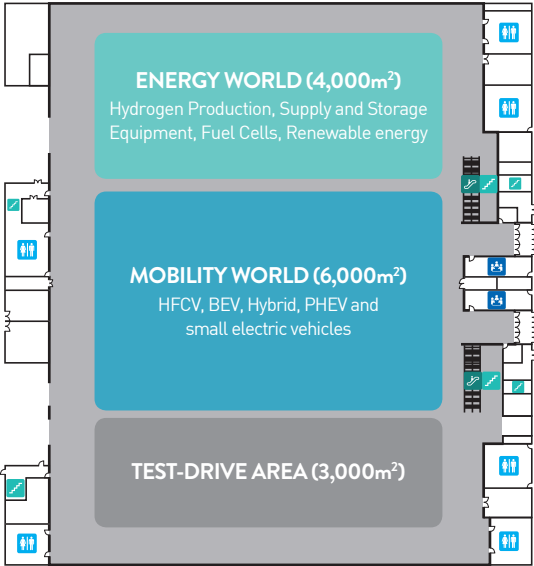 ENERGY WORLD (4,000m²)
Hydrogen Production, Supply and Storage
Equipment, Fuel Cells, Renewable energy
MOBILITY WORLD (6,000m²)
HFCV, BEV, Hybrid, PHEV and
small electric vehicles
TEST-DRIVE AREA (3,000m²)